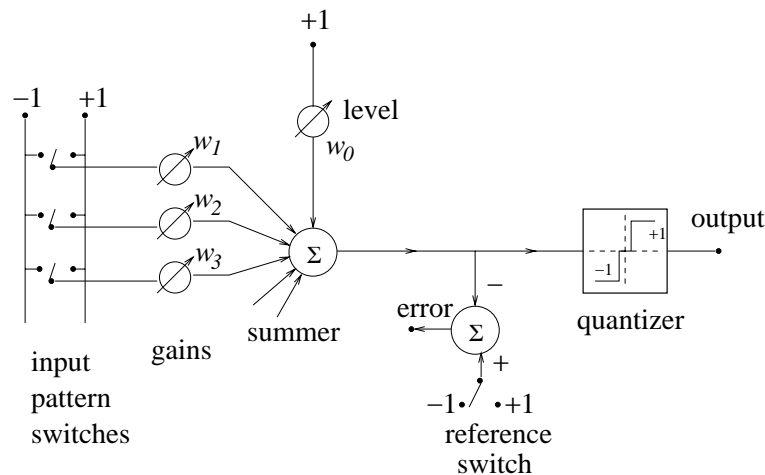 +1
level
w0
−1 +1
w1
w2
w3
Σ
summer
gains
input
pattern
switches
−
error
Σ
+
−1 +1
reference
switch
+1
−1
quantizer
output